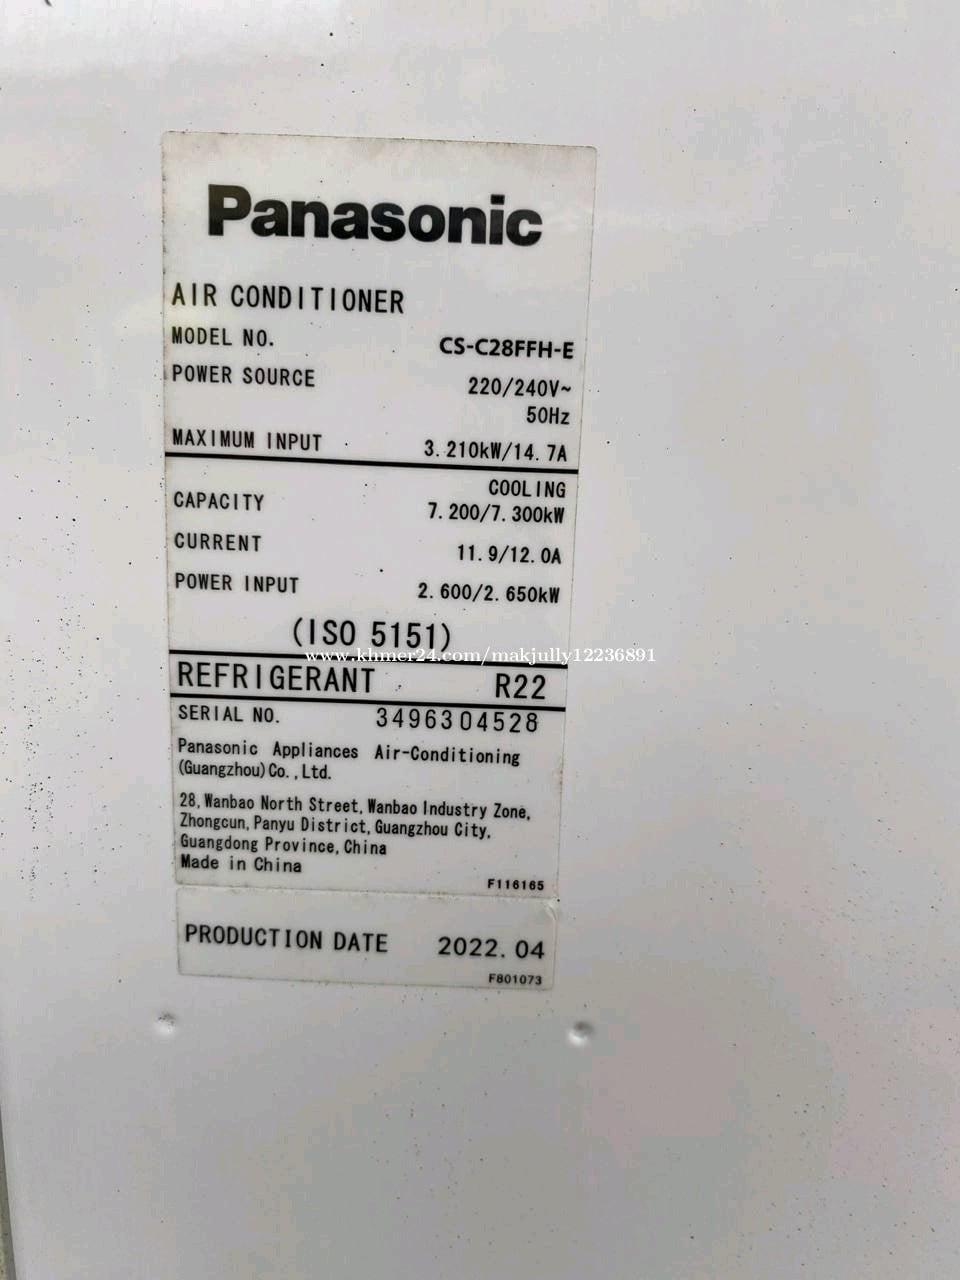 Panasonic
AIR CONDITIONER
MODEL NO. CS-C28FFH-E
POWER SOURCE 220/240V~
50Hz
MAXIMUM INPUT 3.210kW/14.7A
COOLING
CAPACITY 7.200/7.300kW
CURRENT 11.9/12.0A
POWER INPUT 2.600/2.650kW
(ISO 5151)
www.khmer24.com/makjully12236891
REFRIGERANT R22
SERIAL NO. 3496304528
Panasonic Appliances Air-Conditioning
(Guangzhou)Co.,Ltd.
28,Wanbao North Street,Wanbao Industry Zone,
Zhongcun,Panyu District,Guangzhou City,
Guangdong Province,China
Made in China
F116165
PRODUCTION DATE 2022.04
F801073